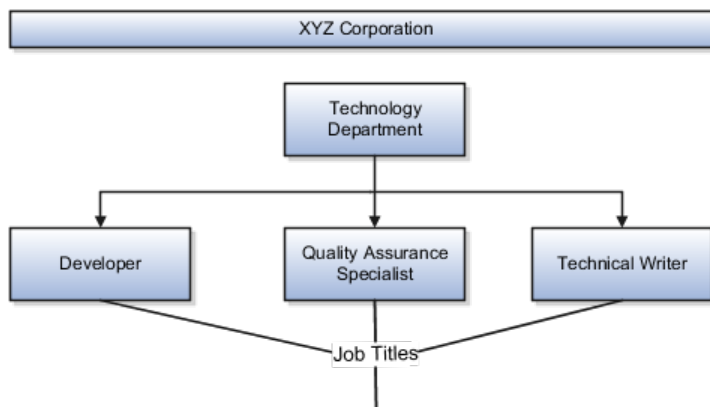 XYZ Corporation
Technology
Department
Developer
Quality Assurance
Specialist
Technical Writer
Job Titles